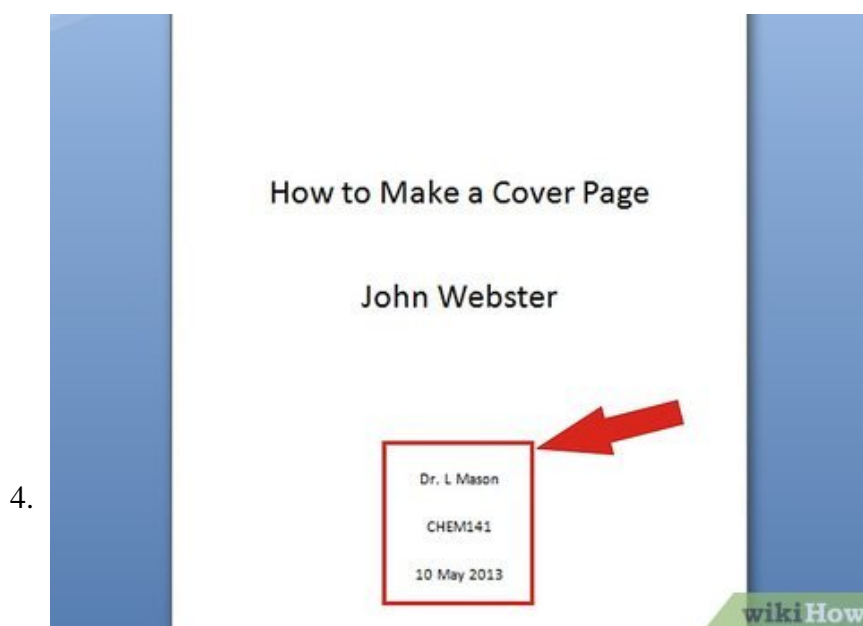 How to Make a Cover Page
John Webster
Dr. L Mason
4.
CHEM141
10 May 2013
wikiHow